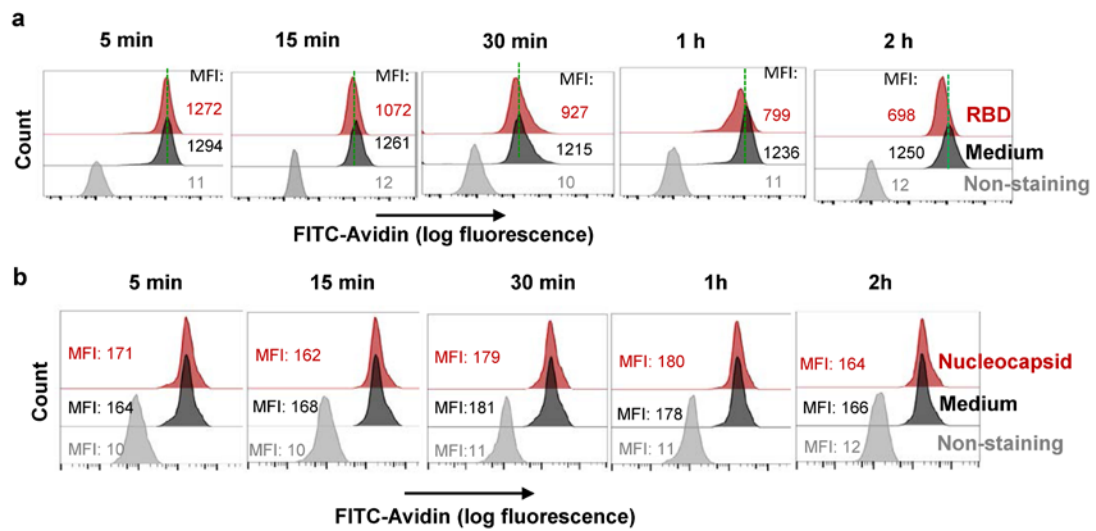 a
5 min 15 min 30 min 1 h 2 h
MFI: MFI: MFI: MFI: MFI:
1272 1072 927 799 698 RBD
1294 1261 1215 1236 1250 Medium
11 12 10 11 12 Non-staining
Count
FITC-Avidin (log fluorescence)
b
5 min 15 min 30 min 1h 2h
MFI: 171 MFI: 162 MFI: 179 MFI: 180 MFI: 164 Nucleocapsid
MFI: 164 MFI: 168 MFI:181 MFI: 178 MFI: 166 Medium
MFI: 10 MFI: 10 MFI:11 MFI: 11 MFI: 12 Non-staining
Count
FITC-Avidin (log fluorescence)